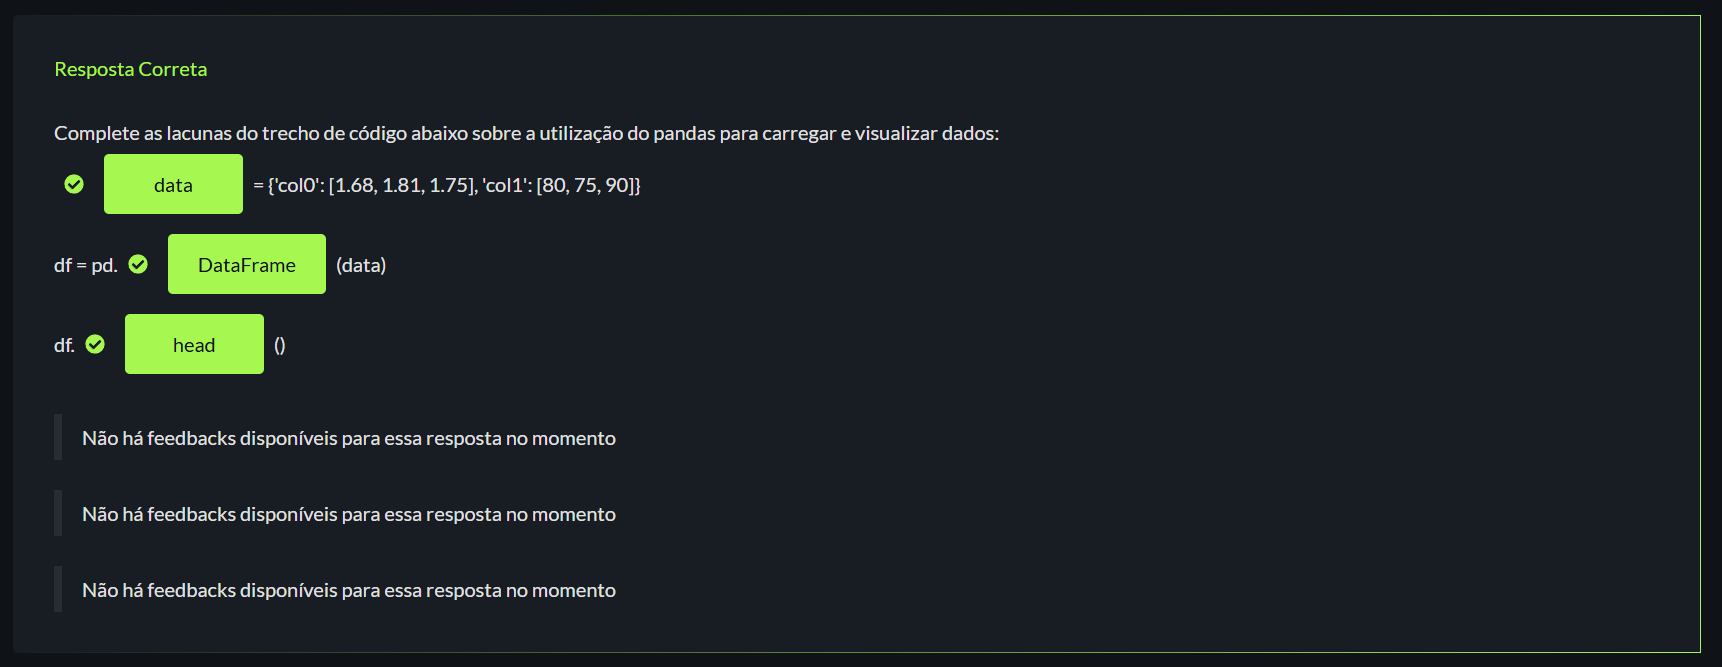 Resposta Correta
Complete as lacunas do trecho de código abaixo sobre a utilização do pandas para carregar e visualizar dados:
data = {'col0': [1.68, 1.81, 1.75], 'col1': [80, 75, 90]}
df = pd. DataFrame (data)
df. head ()
Não há feedbacks disponíveis para essa resposta no momento
Não há feedbacks disponíveis para essa resposta no momento
Não há feedbacks disponíveis para essa resposta no momento